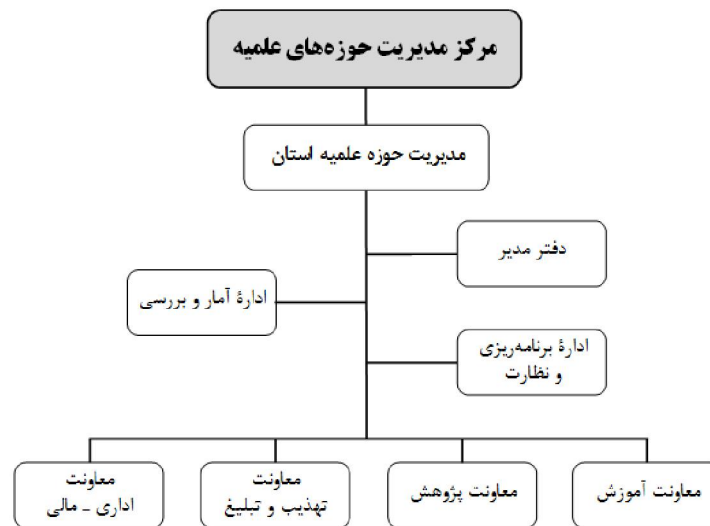 مرکز مدیریت حوزه‌های علمیه
مدیریت حوزه علمیه استان
دفتر مدیر
ادارهٔ آمار و بررسی
ادارهٔ برنامه‌ریزی
و نظارت
معاونت آموزش
معاونت پژوهش
معاونت
تهذیب و تبلیغ
معاونت
اداری ـ مالی